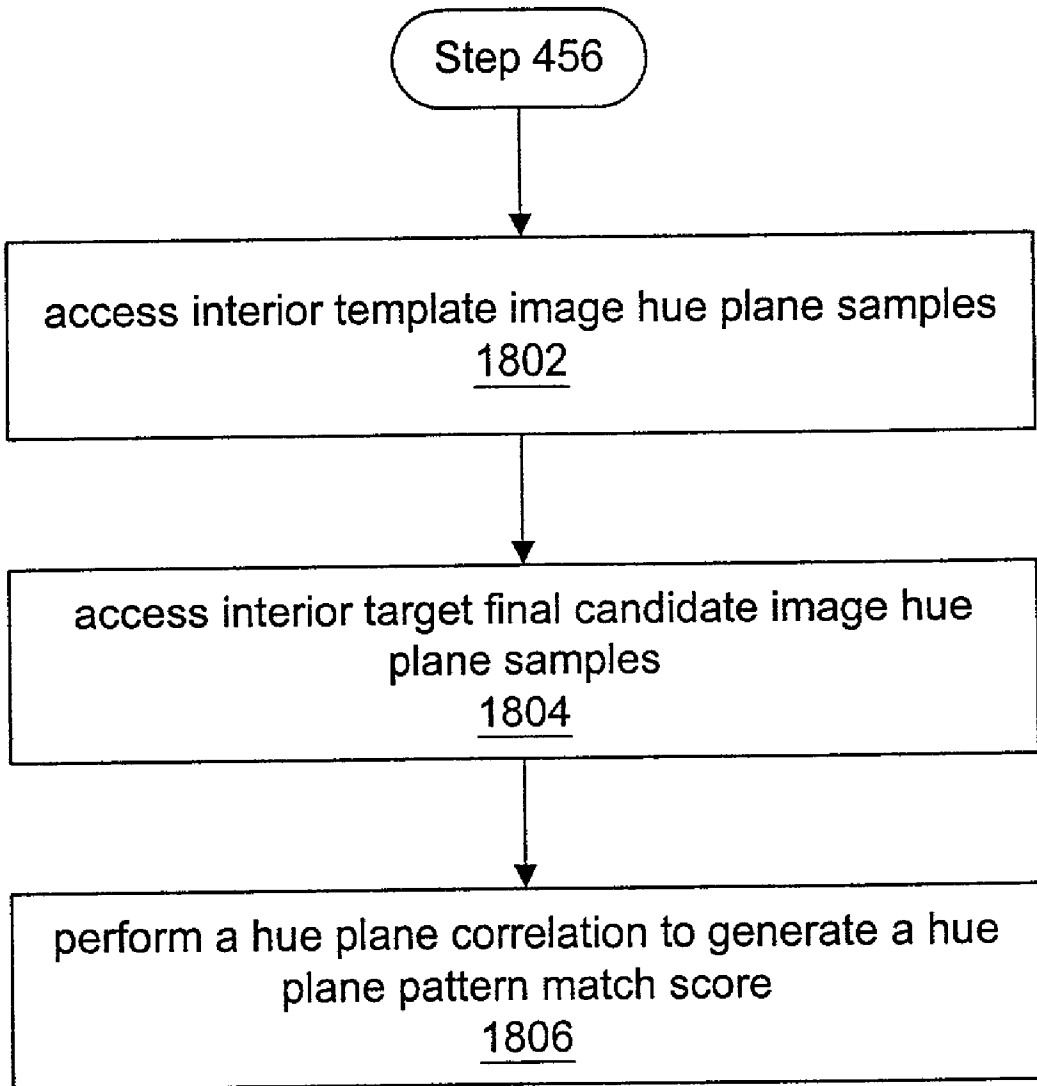 Step 456
access interior template image hue plane samples
1802
access interior target final candidate image hue
plane samples
1804
perform a hue plane correlation to generate a hue
plane pattern match score
1806